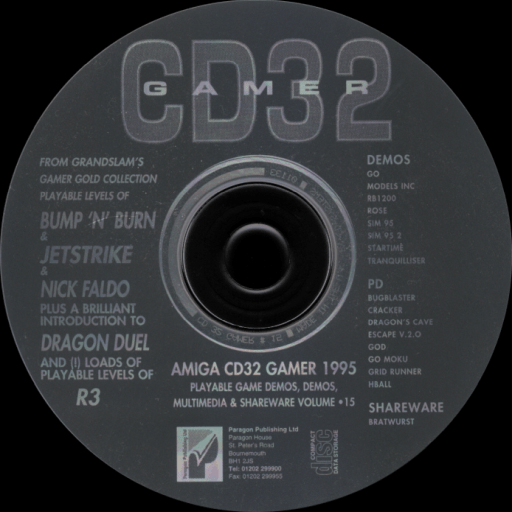 CD32
GAMER
FROM GRANDSLAM'S
GAMER GOLD COLLECTION
PLAYABLE LEVELS OF
BUMP 'N' BURN
&
JETSTRIKE
&
NICK FALDO
PLUS A BRILLIANT
INTRODUCTION TO
DRAGON DUEL
AND (!) LOADS OF
PLAYABLE LEVELS OF
R3
DEMOS
GO
MODELS INC
RB1200
ROSE
SIM 95
SIM 95 2
STARTIME
TRANQUILLISER
PD
BUGBLASTER
CRACKER
DRAGON'S CAVE
ESCAPE V.2.0
GOD
GO MOKU
GRID RUNNER
HBALL
SHAREWARE
BRATWURST
AMIGA CD32 GAMER 1995
PLAYABLE GAME DEMOS, DEMOS,
MULTIMEDIA & SHAREWARE VOLUME •15
Paragon Publishing Ltd
Paragon House
St. Peter's Road
Bournemouth
BH1 2JS
Tel: 01202 299900
Fax: 01202 299955
Paragon Publishing Ltd
COMPACT
disc
DATA STORAGE